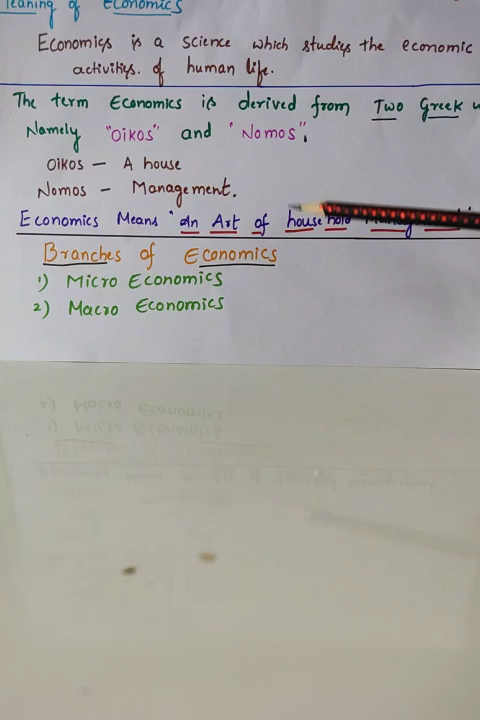 Meaning of Economics
Economics is a science which studies the economic
activities. of human life.
The term Economics is derived from Two Greek
Namely "Oikos" and "Nomos".
Oikos – A house
Nomos – Management.
Economics Means "An Art of house hold
Branches of Economics
1) Micro Economics
2) Macro Economics